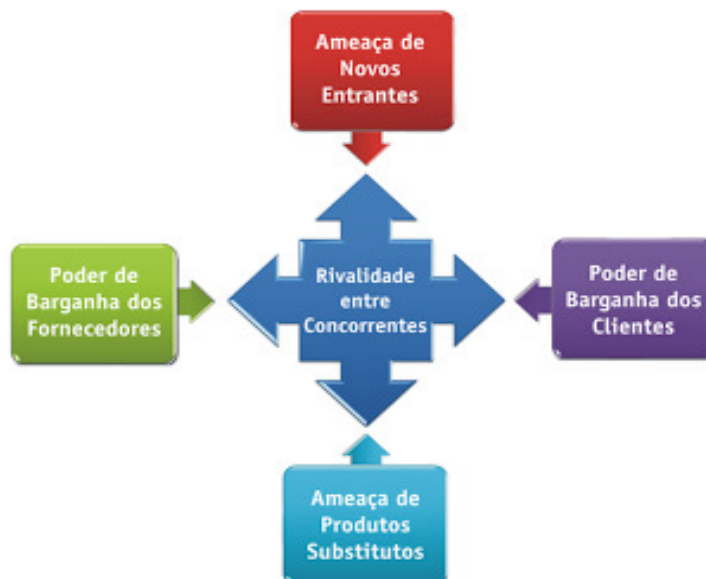 Ameaça de
Novos
Entrantes
Poder de
Barganha dos
Fornecedores
Rivalidade
entre
Concorrentes
Poder de
Barganha dos
Clientes
Ameaça de
Produtos
Substitutos